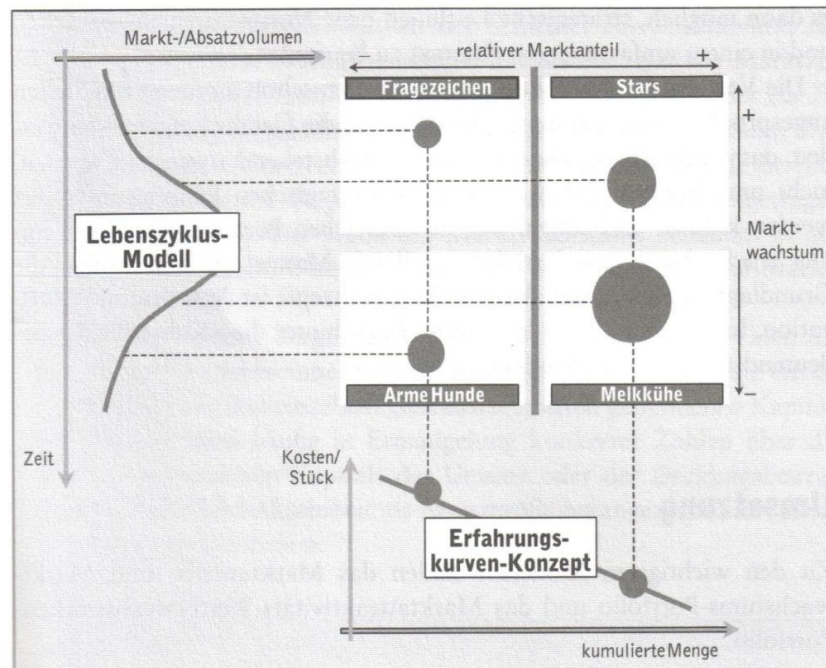 Markt-/Absatzvolumen
relativer Marktanteil
+
Fragezeichen
Stars
+
Lebenszyklus-
Modell
Markt-
wachstum
Arme Hunde
Melkkühe
–
Zeit
Kosten/
Stück
Erfahrungs-
kurven-Konzept
kumulierte Menge